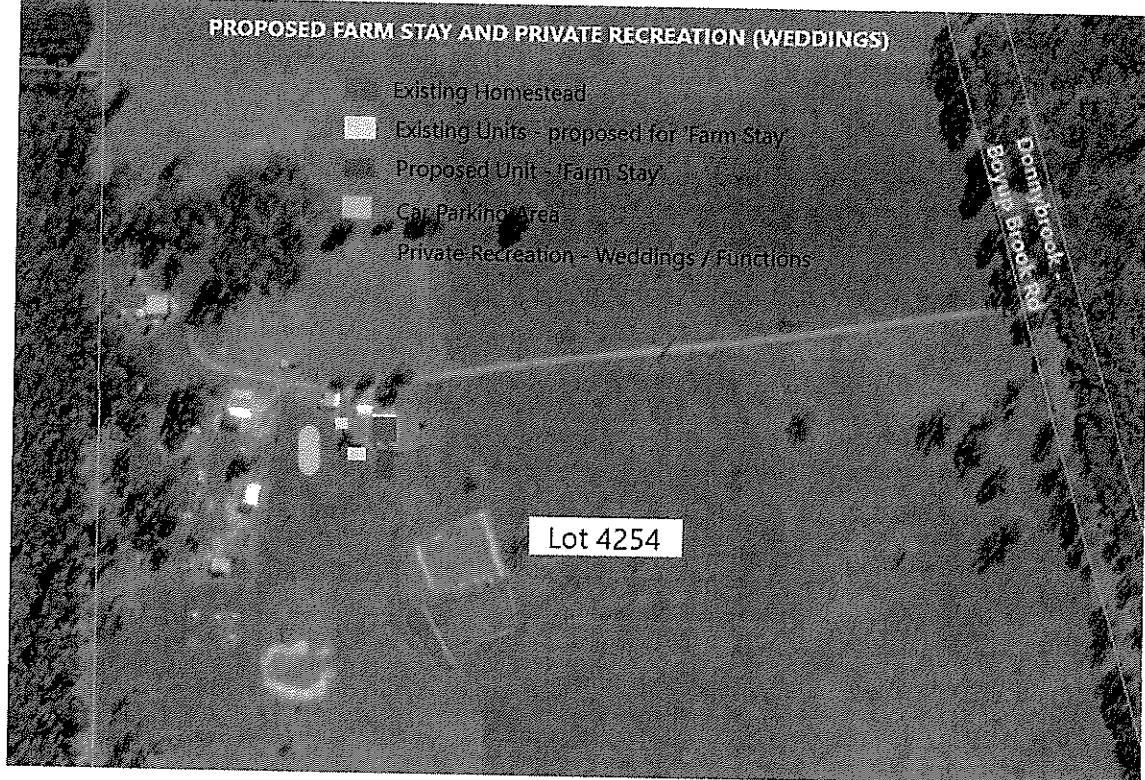 PROPOSED FARM STAY AND PRIVATE RECREATION (WEDDINGS)
Existing Homestead
Existing Units - proposed for 'Farm Stay'
Proposed Unit - 'Farm Stay'
Car Parking Area
Private Recreation - Weddings / Functions
Donnybrook -
Boyup Brook Rd
Lot 4254